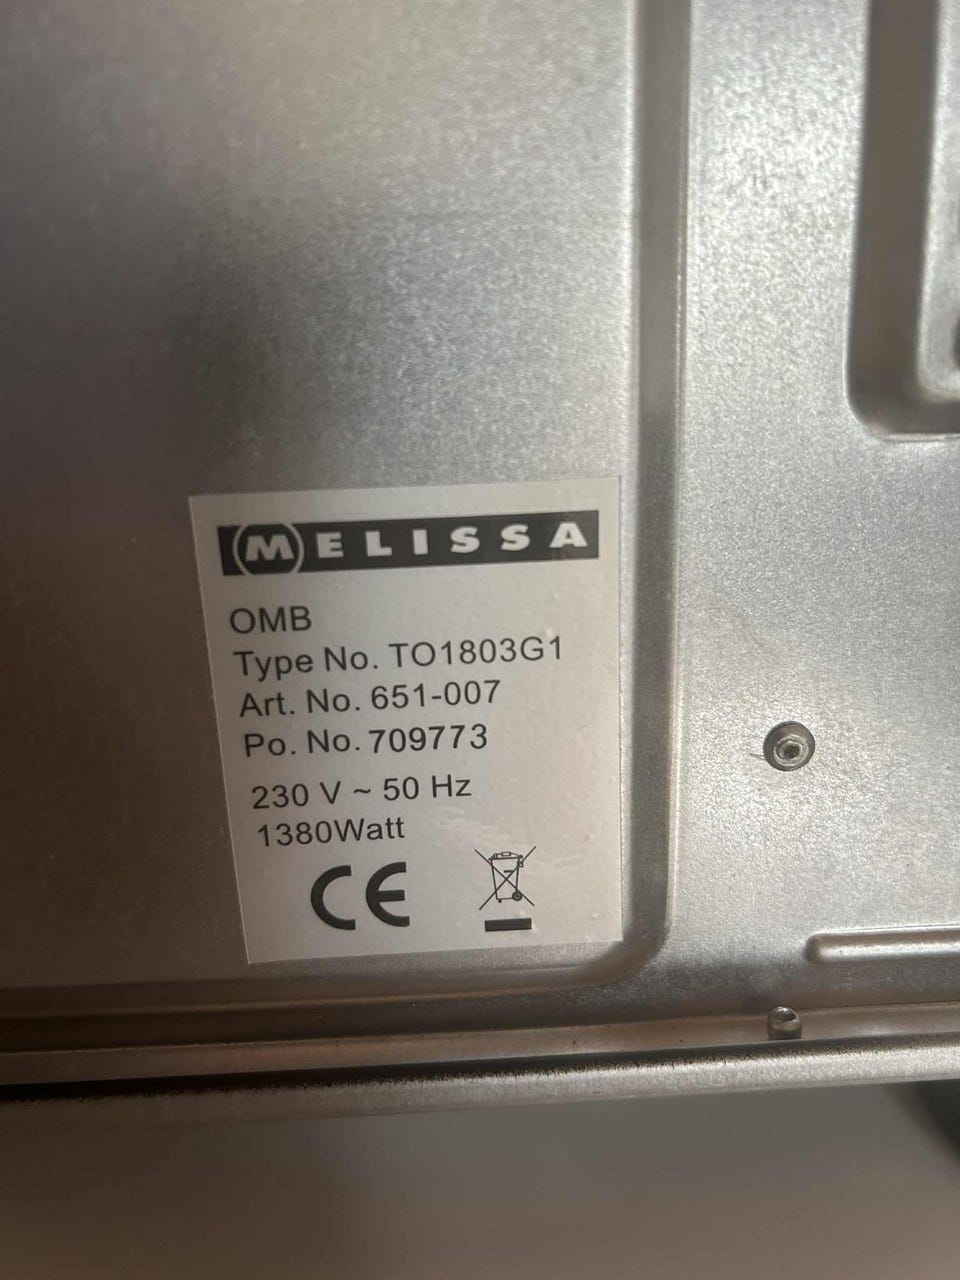 MELISSA
OMB
Type No. TO1803G1
Art. No. 651-007
Po. No. 709773
230 V ~ 50 Hz
1380Watt
CE